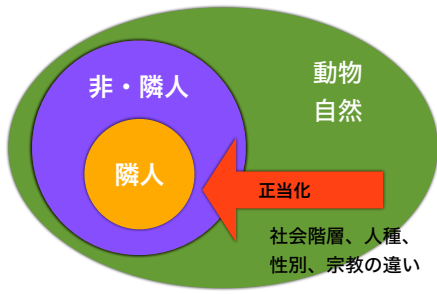 非・隣人
動物
自然
隣人
正当化
社会階層、人種、
性別、宗教の違い